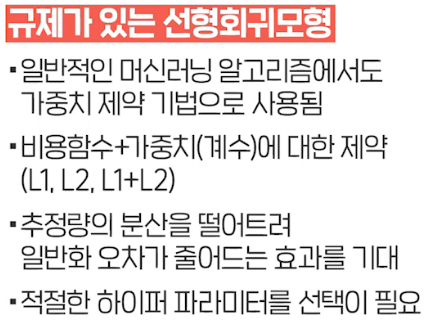 규제가 있는 선형회귀모형
▪일반적인 머신러닝 알고리즘에서도
가중치 제약 기법으로 사용됨
▪비용함수+가중치(계수)에 대한 제약
(L1, L2, L1+L2)
▪추정량의 분산을 떨어트려
일반화 오차가 줄어드는 효과를 기대
▪적절한 하이퍼 파라미터를 선택이 필요